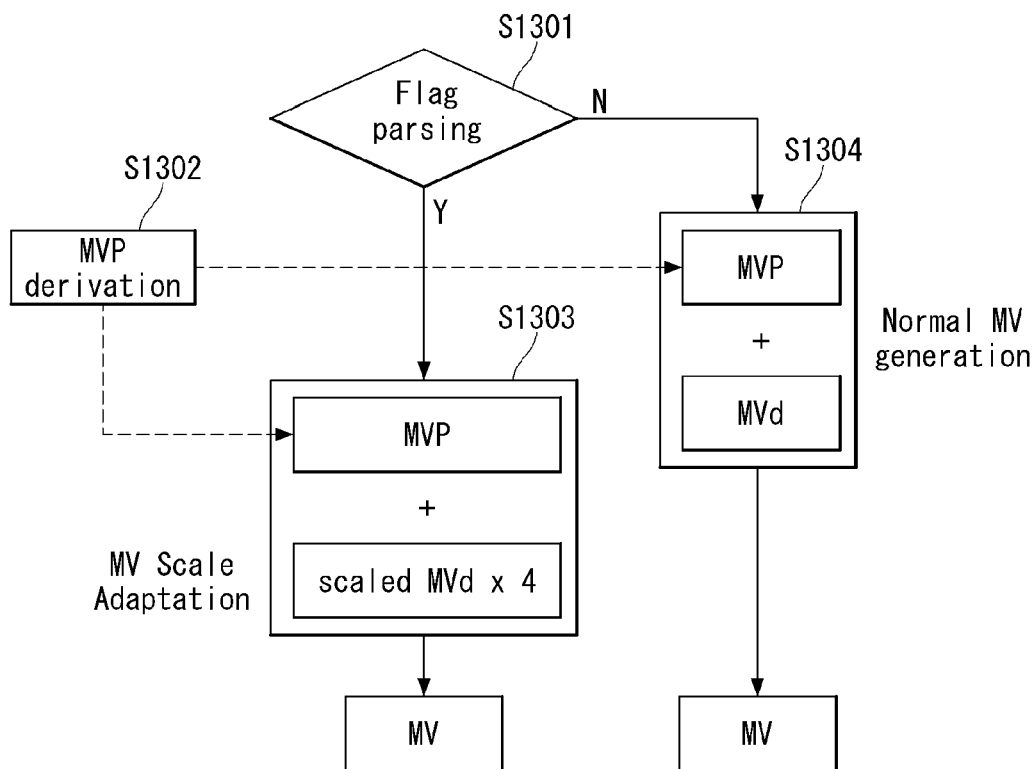 S1301
Flag
parsing
N
S1304
S1302
Y
MVP
derivation
MVP
S1303
+
Normal MV
generation
MVd
MVP
+
MV Scale
Adaptation
scaled MVd x 4
MV
MV